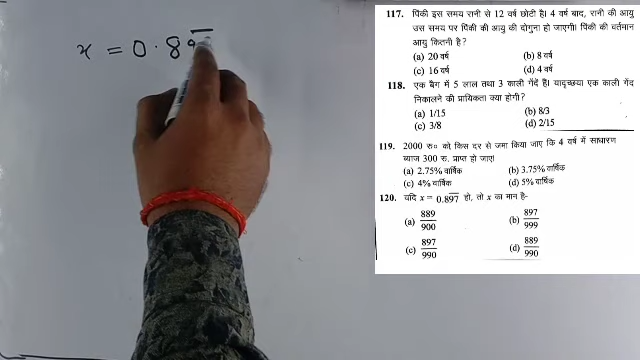 x = 0.89
117. पिंकी इस समय रानी से 12 वर्ष छोटी है। 4 वर्ष बाद, रानी की आयु
उस समय पर पिंकी की आयु की दोगुना हो जाएगी। पिंकी की वर्तमान
आयु कितनी है?
(a) 20 वर्ष (b) 8 वर्ष
(c) 16 वर्ष (d) 4 वर्ष
118. एक बैग में 5 लाल तथा 3 काली गेंदें हैं। यादृच्छया एक काली गेंद
निकालने की प्रायिकता क्या होगी?
(a) 1/15 (b) 8/3
(c) 3/8 (d) 2/15
119. 2000 रु० को किस दर से जमा किया जाए कि 4 वर्ष में साधारण
ब्याज 300 रु. प्राप्त हो जाए।
(a) 2.75% वार्षिक (b) 3.75% वार्षिक
(c) 4% वार्षिक (d) 5% वार्षिक
120. यदि x = 0.8͞9͞7 हो, तो x का मान है-
(a) 889/900 (b) 897/999
(c) 897/990 (d) 889/990